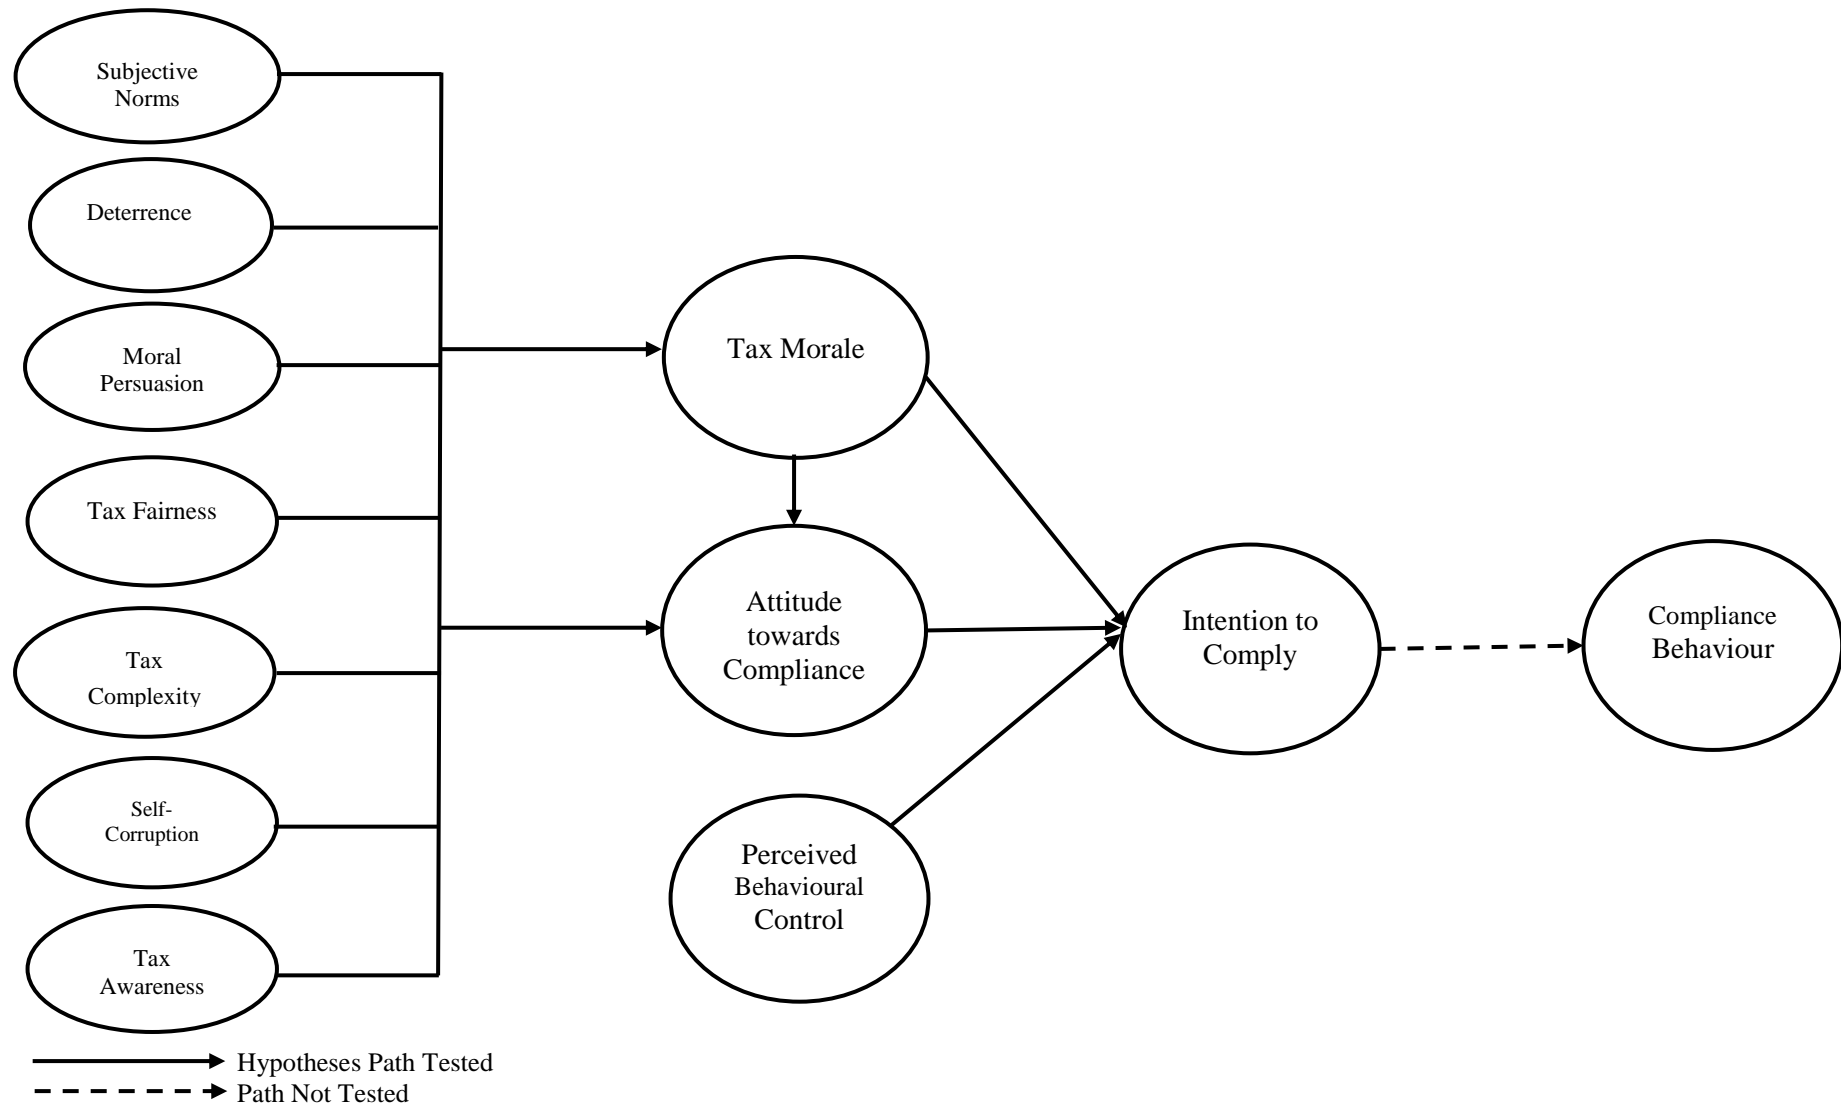 Subjective
Norms
Deterrence
Moral
Persuasion
Tax Fairness
Tax
Complexity
Self-
Corruption
Tax
Awareness
Tax Morale
Attitude
towards
Compliance
Perceived
Behavioural
Control
Intention to
Comply
Compliance
Behaviour
Hypotheses Path Tested
Path Not Tested